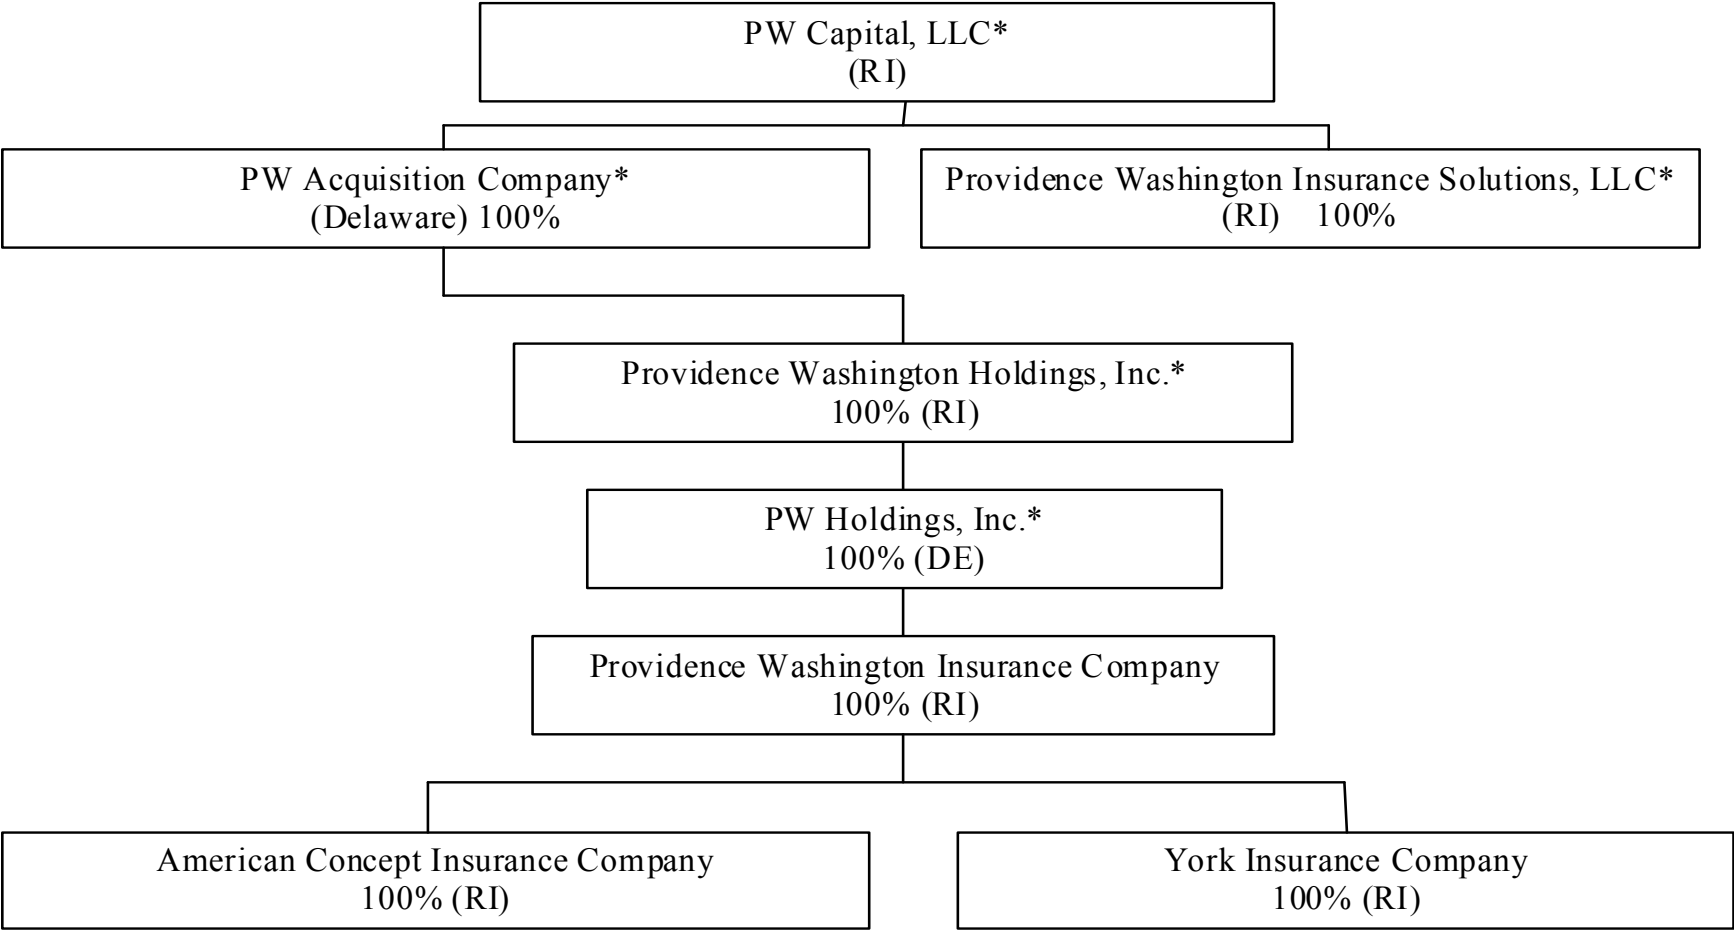 PW Capital, LLC*
(RI)
PW Acquisition Company*
(Delaware) 100%
Providence Washington Insurance Solutions, LLC*
(RI) 100%
Providence Washington Holdings, Inc.*
100% (RI)
PW Holdings, Inc.*
100% (DE)
Providence Washington Insurance Company
100% (RI)
American Concept Insurance Company
100% (RI)
York Insurance Company
100% (RI)